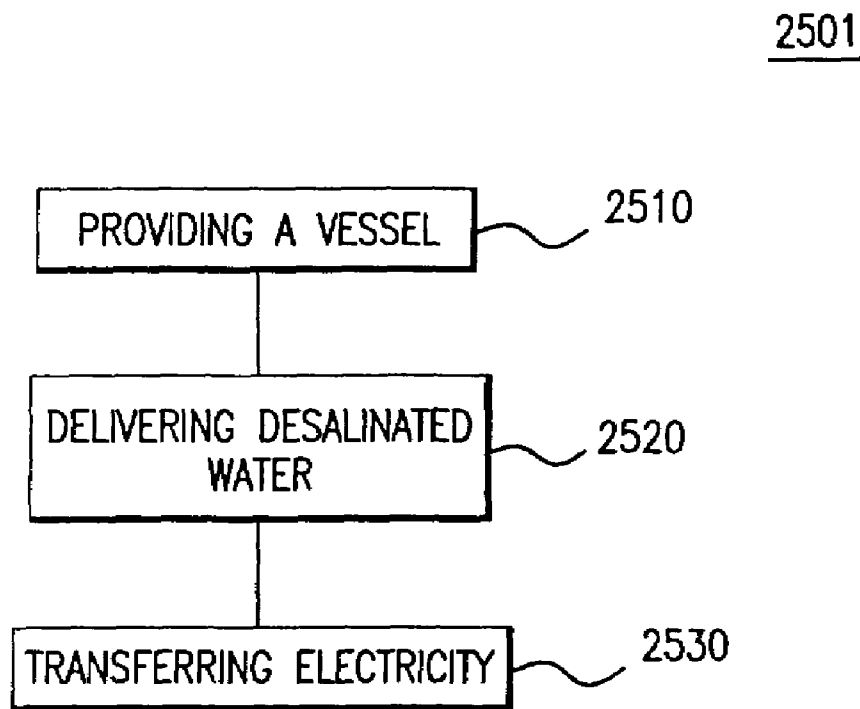 2501
PROVIDING A VESSEL
2510
DELIVERING DESALINATED
WATER
2520
TRANSFERRING ELECTRICITY
2530